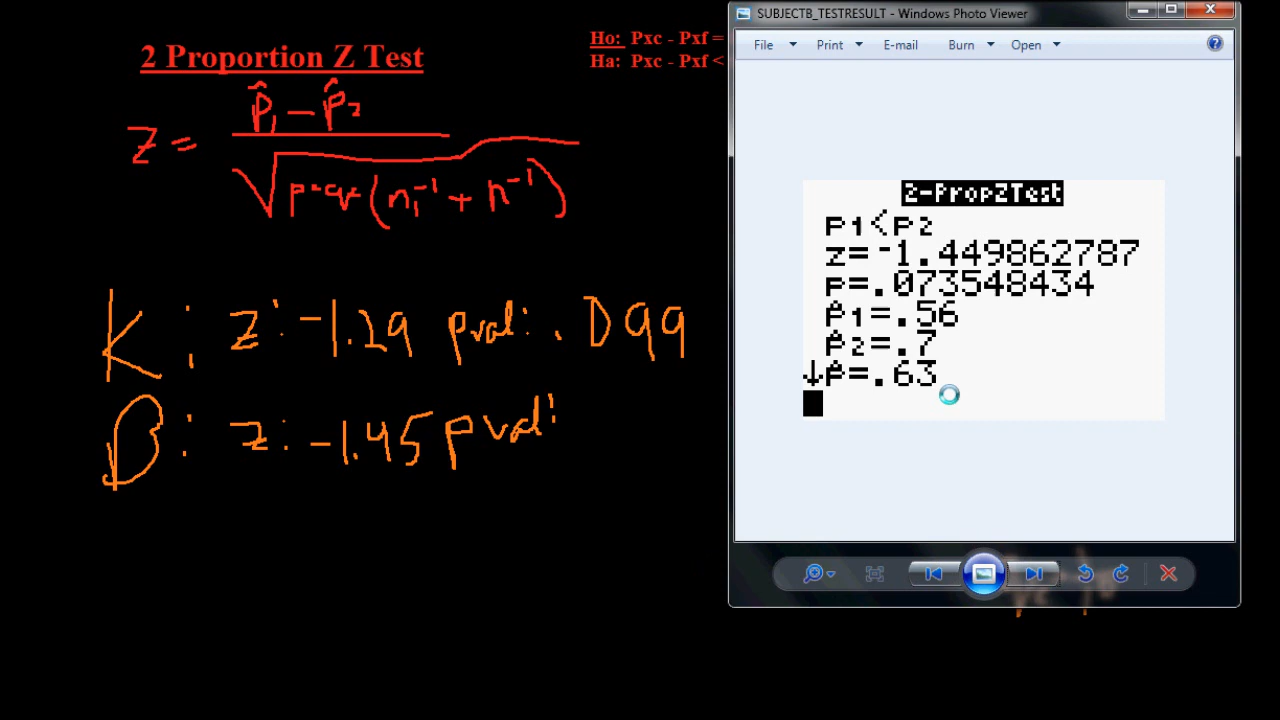 2 Proportion Z Test
Ho: Pxc - Pxf =
Ha: Pxc - Pxf <
z = p̂1 - p̂2
√p*q*(n1^-1 + n^-1)
K: z: -1.29 pval: .099
B: z: -1.45 pval:
SUBJECTB_TESTRESULT - Windows Photo Viewer
File Print E-mail Burn Open
2-PropZTest
p1<p2
z=-1.449862787
p=.073548434
p̂1=.56
p̂2=.7
↓p̂=.63